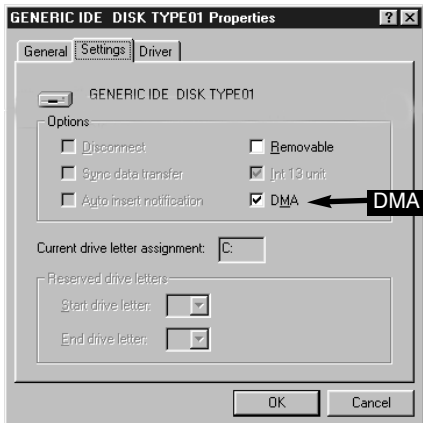 GENERIC IDE  DISK TYPE01 Properties
General Settings Driver
GENERIC IDE  DISK TYPE01
Options
Disconnect Removable
Sync data transfer Int 13 unit
Auto insert notification DMA DMA
Current drive letter assignment: C:
Reserved drive letters
Start drive letter:
End drive letter:
OK Cancel